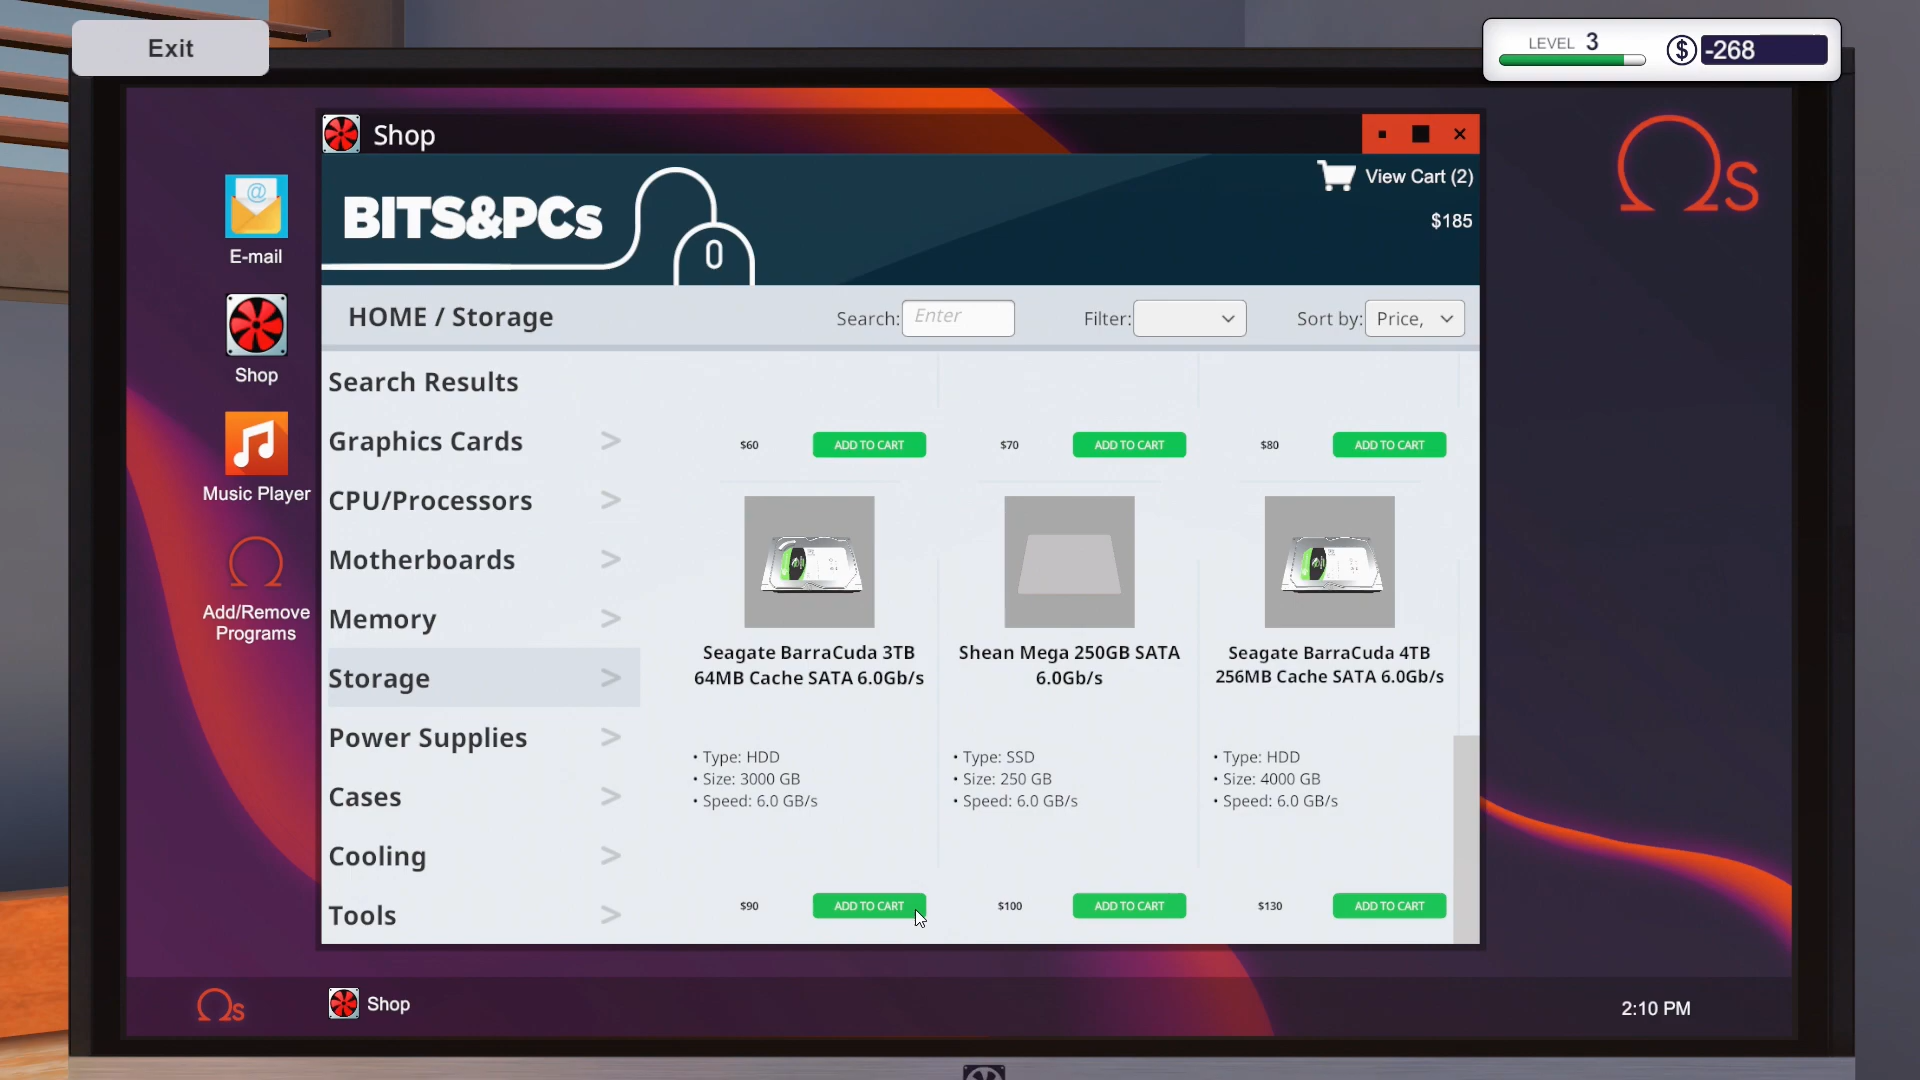 Exit
LEVEL 3
$ -268
Shop
View Cart (2)
BITS&PCs
$185
HOME / Storage
Search: Enter
Filter:
Sort by: Price,
E-mail
Shop
Music Player
Add/Remove
Programs
Search Results
Graphics Cards >
CPU/Processors >
Motherboards >
Memory >
Storage >
Power Supplies >
Cases >
Cooling >
Tools >
$60 ADD TO CART
$70 ADD TO CART
$80 ADD TO CART
Seagate BarraCuda 3TB
64MB Cache SATA 6.0Gb/s
• Type: HDD
• Size: 3000 GB
• Speed: 6.0 GB/s
$90 ADD TO CART
Shean Mega 250GB SATA
6.0Gb/s
• Type: SSD
• Size: 250 GB
• Speed: 6.0 GB/s
$100 ADD TO CART
Seagate BarraCuda 4TB
256MB Cache SATA 6.0Gb/s
• Type: HDD
• Size: 4000 GB
• Speed: 6.0 GB/s
$130 ADD TO CART
Ωs
Ωs
Shop
2:10 PM